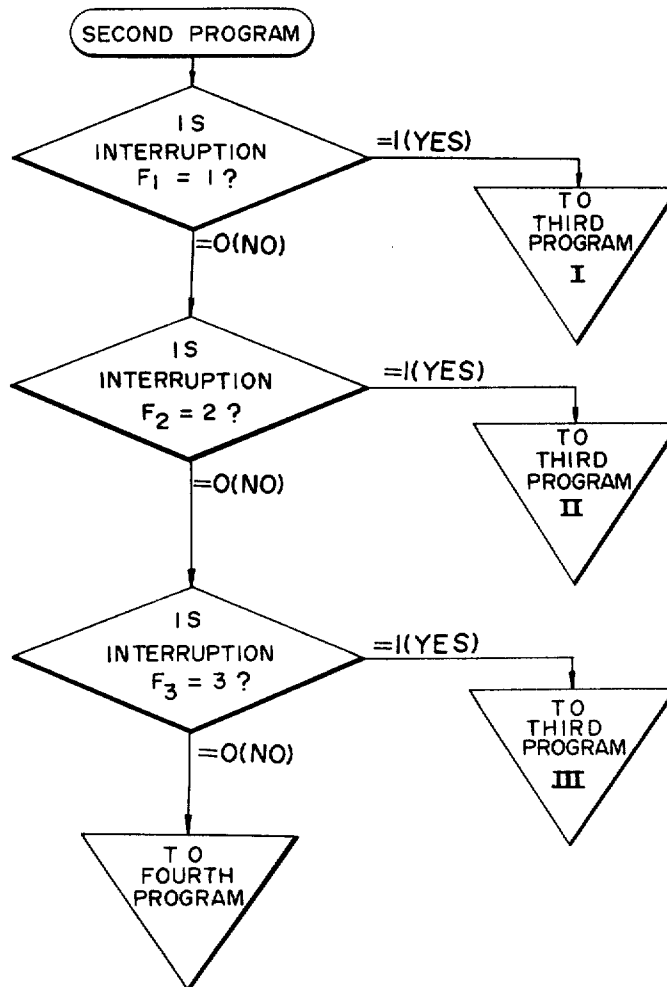 SECOND PROGRAM
IS
INTERRUPTION
F1 = 1?
=1(YES)
TO
THIRD
PROGRAM
I
=0(NO)
IS
INTERRUPTION
F2 = 2?
=1(YES)
TO
THIRD
PROGRAM
II
=0(NO)
IS
INTERRUPTION
F3 = 3?
=1(YES)
TO
THIRD
PROGRAM
III
=0(NO)
TO
FOURTH
PROGRAM